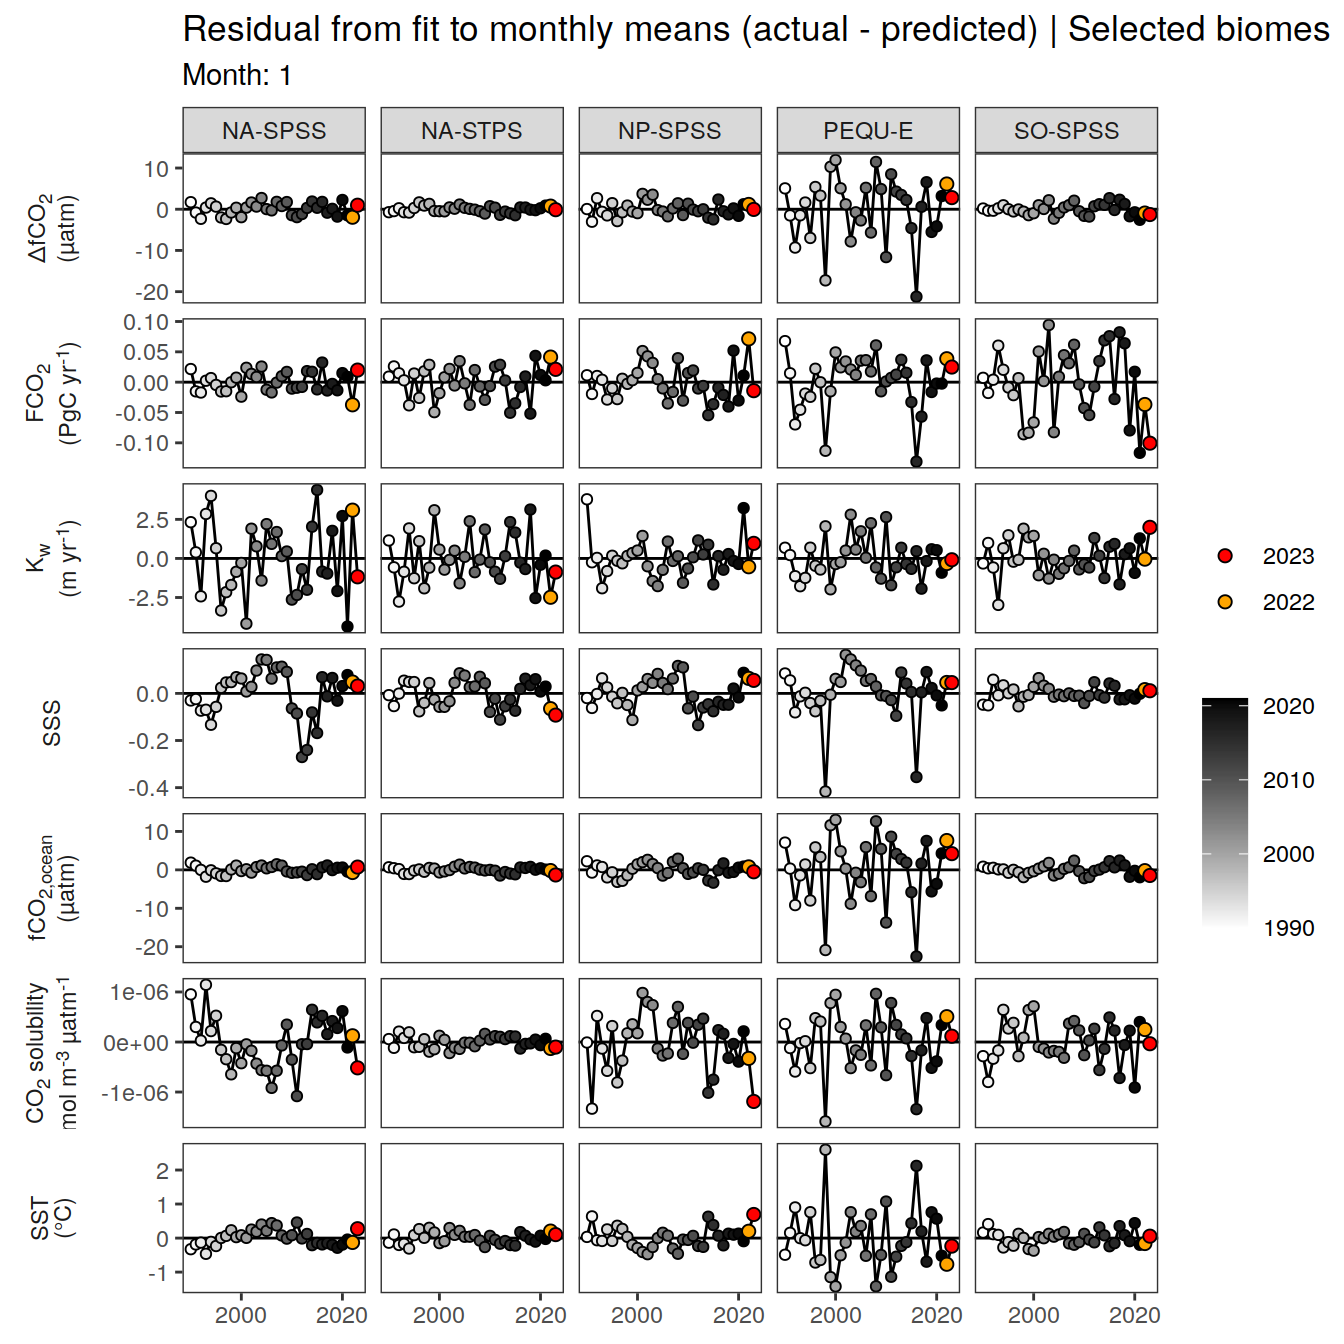 Residual from fit to monthly means (actual - predicted) | Selected biomes
Month: 1
NA-SPSS NA-STPS NP-SPSS PEQU-E SO-SPSS
ΔfCO2
(µatm)
10
0
-10
-20
FCO2
(PgC yr-1)
0.10
0.05
0.00
-0.05
-0.10
Kw
(m yr-1)
2.5
0.0
-2.5
SSS
0.0
-0.2
-0.4
fCO2,ocean
(µatm)
10
0
-10
-20
CO2 solubility
mol m-3 µatm-1
1e-06
0e+00
-1e-06
SST
(°C)
2
1
0
-1
2000 2020 2000 2020 2000 2020 2000 2020 2000 2020
2023
2022
2020
2010
2000
1990